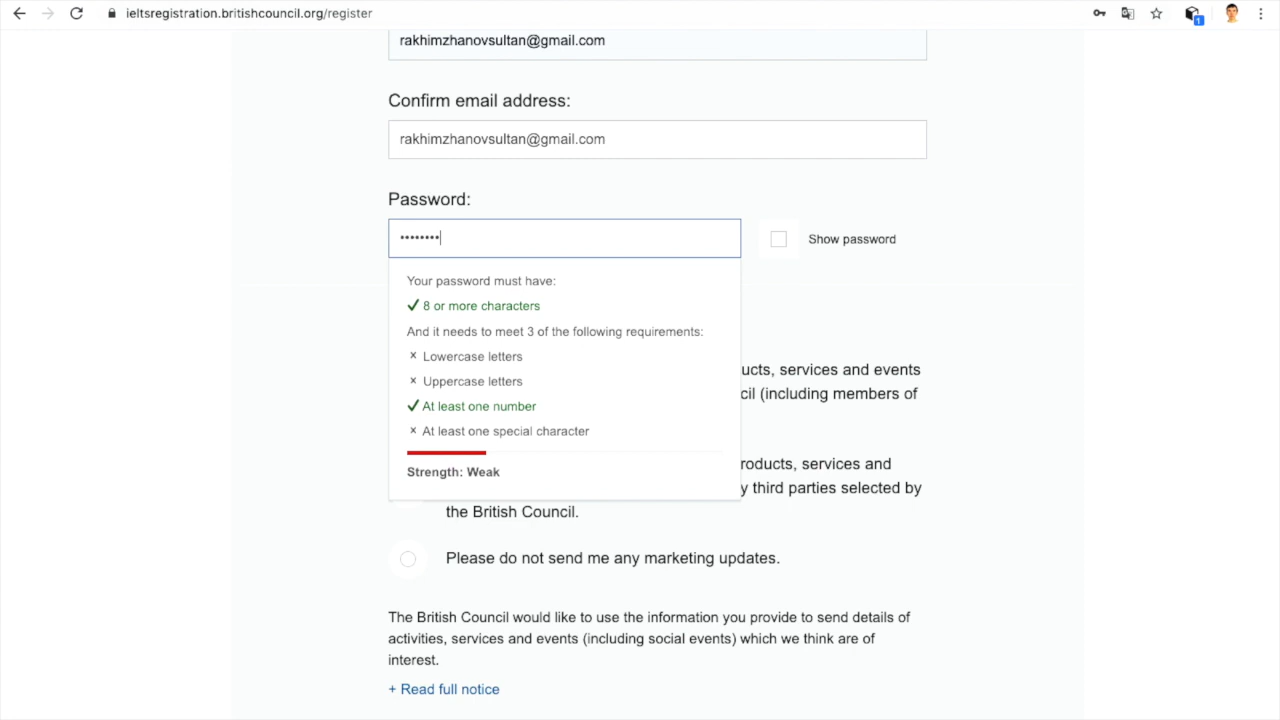 ieltsregistration.britishcouncil.org/register
1
rakhimzhanovsultan@gmail.com
Confirm email address:
rakhimzhanovsultan@gmail.com
Password:
••••••••
Show password
Your password must have:
8 or more characters
And it needs to meet 3 of the following requirements:
Lowercase letters
Uppercase letters
At least one number
At least one special character
Strength: Weak
ucts, services and events
cil (including members of
roducts, services and
y third parties selected by
the British Council.
Please do not send me any marketing updates.
The British Council would like to use the information you provide to send details of
activities, services and events (including social events) which we think are of
interest.
+ Read full notice